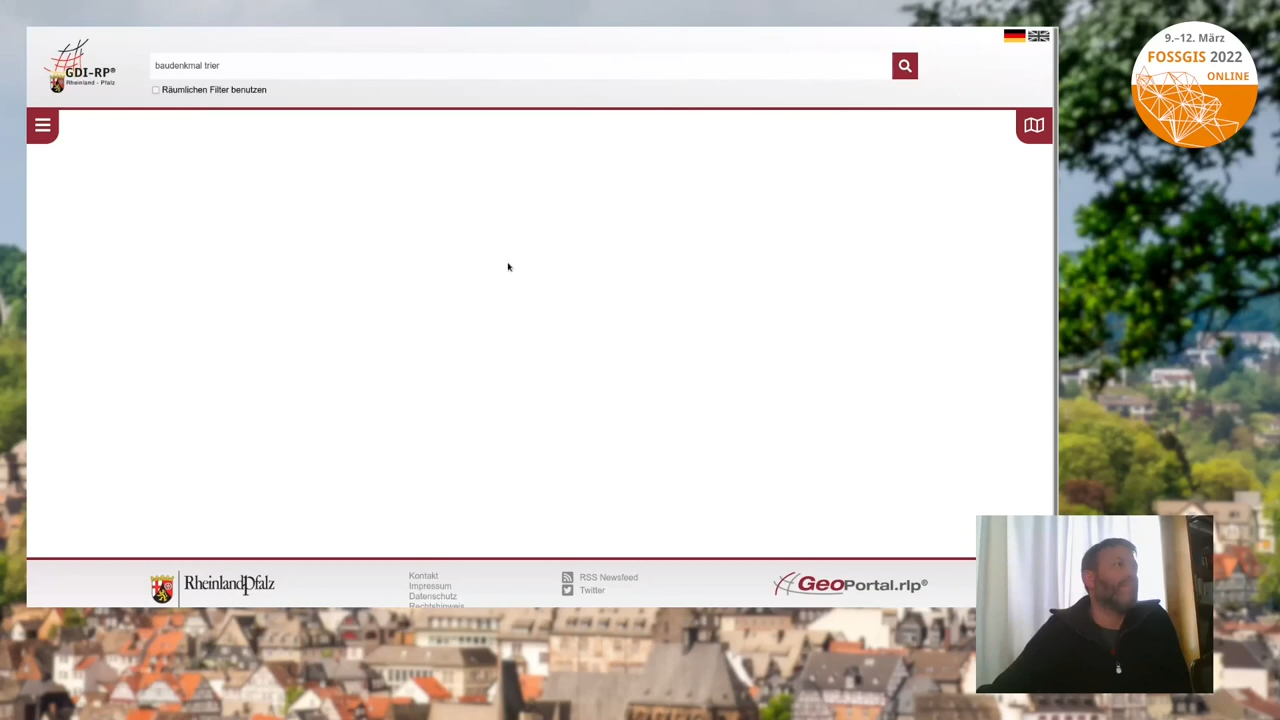 9.–12. März
FOSSGIS 2022
ONLINE
GDI-RP®
Rheinland - Pfalz
baudenkmal trier
Räumlichen Filter benutzen
RheinlandPfalz
Kontakt
Impressum
Datenschutz
Rechtshinweis
RSS Newsfeed
Twitter
GeoPortal.rlp®